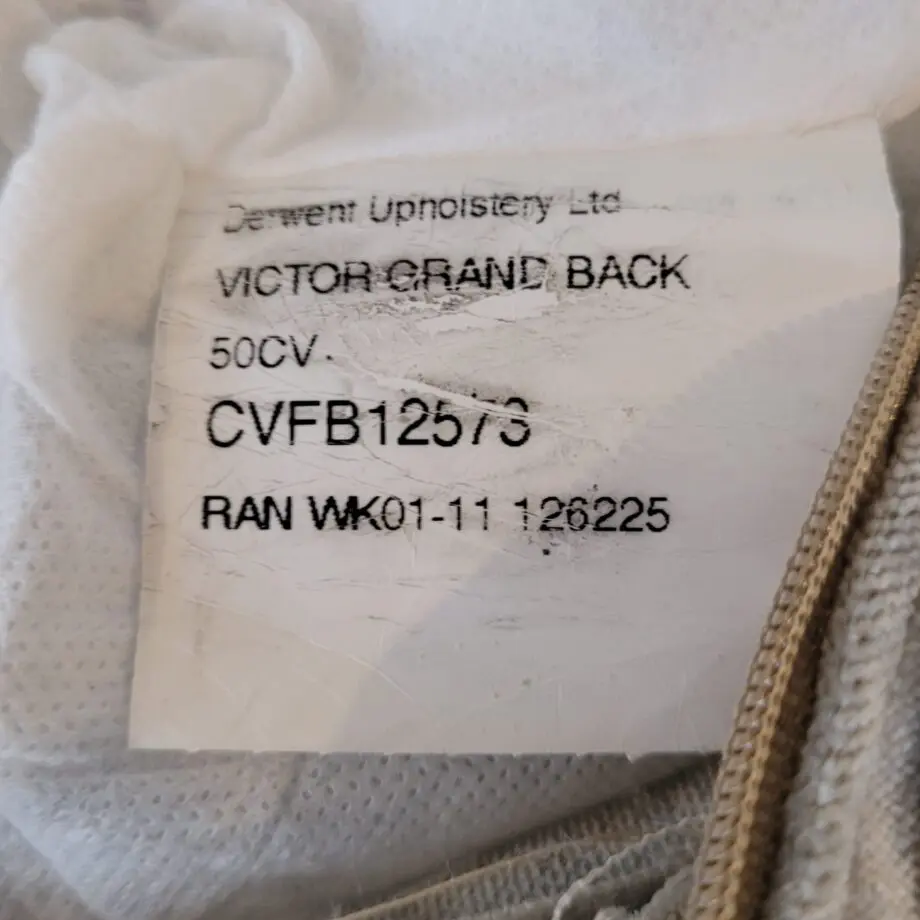 Derwent Upholstery Ltd
VICTOR GRAND BACK
50CV.
CVFB12573
RAN WK01-11 126225